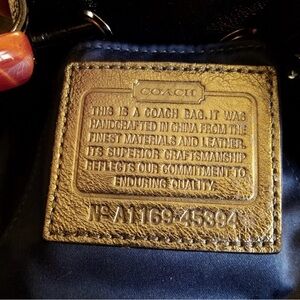 COACH
THIS IS A COACH BAG. IT WAS
HANDCRAFTED IN CHINA FROM THE
FINEST MATERIALS AND LEATHER.
ITS SUPERIOR CRAFTSMANSHIP
REFLECTS OUR COMMITMENT TO
ENDURING QUALITY.
Nº A1169-45394